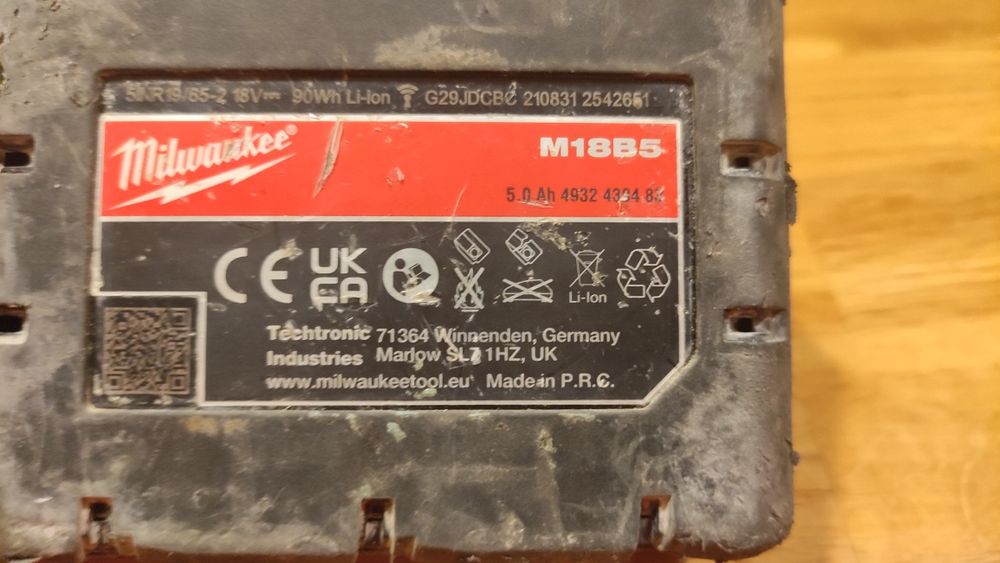 5INR19/65-2 18V⎓ 90Wh Li-Ion G29JDCBC 210831 2542651
Milwaukee®
M18B5
5.0 Ah 4932 4304 83
CE UK CA
Li-Ion
Techtronic 71364 Winnenden, Germany
Industries Marlow SL7 1HZ, UK
www.milwaukeetool.eu Made in P.R.C.